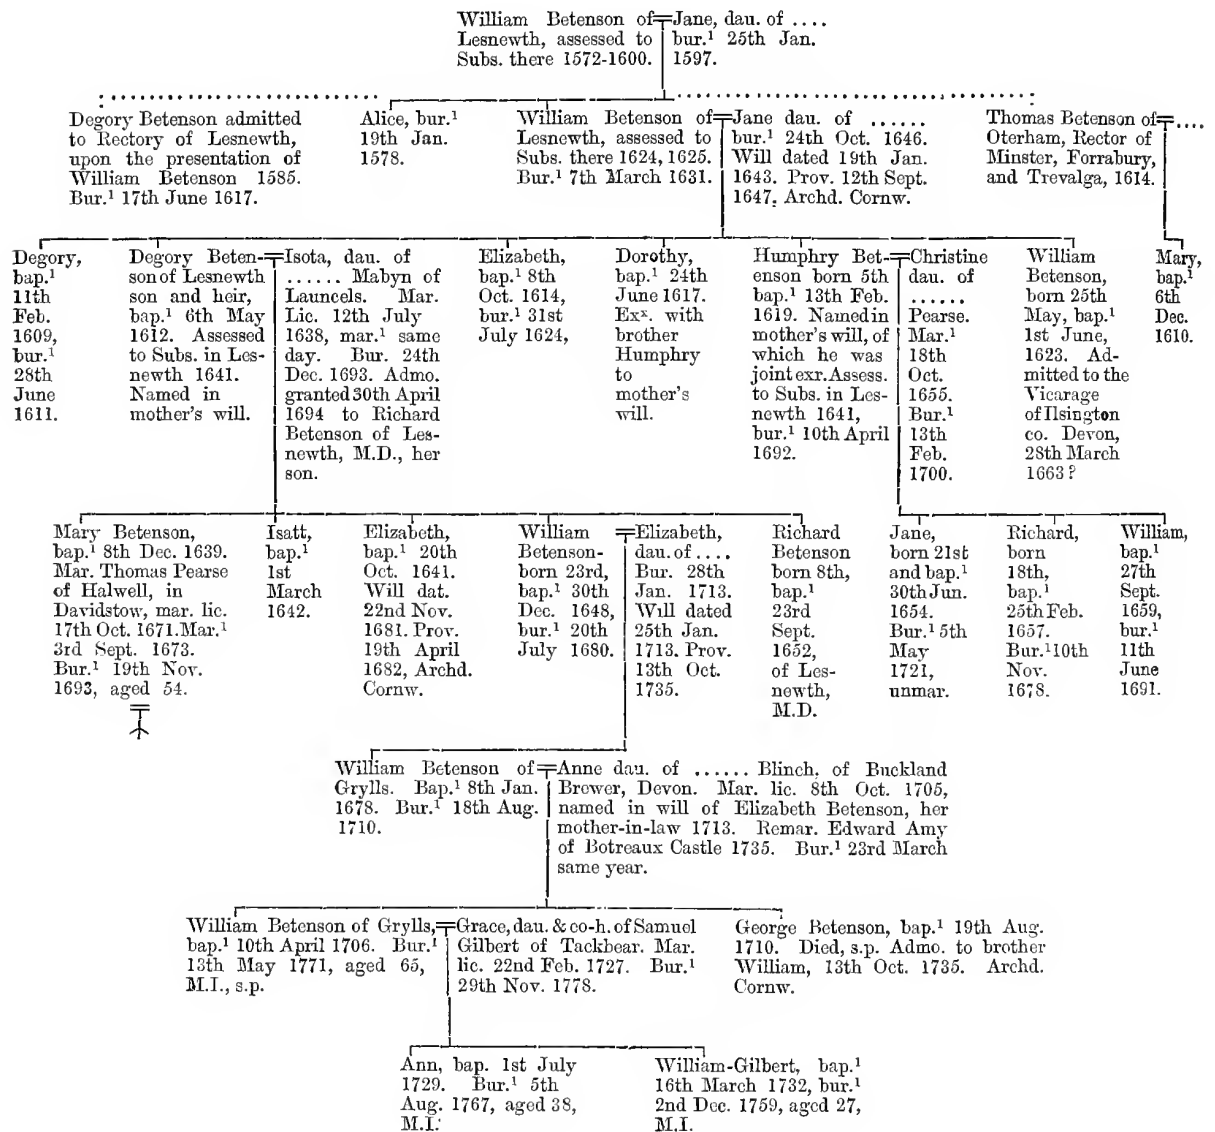 William Betenson of
Lesnewth, assessed to
Subs. there 1572-1600.
Jane, dau. of ....
bur.¹ 25th Jan.
1597.
Degory Betenson admitted
to Rectory of Lesnewth,
upon the presentation of
William Betenson 1585.
Bur.¹ 17th June 1617.
Alice, bur.¹
19th Jan.
1578.
William Betenson of
Lesnewth, assessed to
Subs. there 1624, 1625.
Bur.¹ 7th March 1631.
Jane dau. of ......
bur.¹ 24th Oct. 1646.
Will dated 19th Jan.
1643. Prov. 12th Sept.
1647. Archd. Cornw.
Thomas Betenson of ....
Oterham, Rector of
Minster, Forrabury,
and Trevalga, 1614.
Degory,
bap.¹
11th
Feb.
1609,
bur.¹
28th
June
1611.
Degory Beten-
son of Lesnewth
son and heir,
bap.¹ 6th May
1612. Assessed
to Subs. in Les-
newth 1641.
Named in
mother's will.
Isota, dau. of
...... Mabyn of
Launcels. Mar.
Lic. 12th July
1638, mar.¹ same
day. Bur. 24th
Dec. 1693. Admo.
granted 30th April
1694 to Richard
Betenson of Les-
newth, M.D., her
son.
Elizabeth,
bap.¹ 8th
Oct. 1614,
bur.¹ 31st
July 1624,
Dorothy,
bap.¹ 24th
June 1617.
Exˣ. with
brother
Humphry
to
mother's
will.
Humphry Bet-
enson born 5th
bap.¹ 13th Feb.
1619. Named in
mother's will, of
which he was
joint exr. Assess.
to Subs. in Les-
newth 1641,
bur.¹ 10th April
1692.
Christine
dau. of
......
Pearse.
Mar.¹
18th
Oct.
1655.
Bur.¹
13th
Feb.
1700.
William
Betenson,
born 25th
May, bap.¹
1st June,
1623. Ad-
mitted to the
Vicarage
of Ilsington
co. Devon,
28th March
1663?
Mary,
bap.¹
6th
Dec.
1610.
Mary Betenson,
bap.¹ 8th Dec. 1639.
Mar. Thomas Pearse
of Halwell, in
Davidstow, mar. lic.
17th Oct. 1671. Mar.¹
3rd Sept. 1673.
Bur.¹ 19th Nov.
1693, aged 54.
Isatt,
bap.¹
1st
March
1642.
Elizabeth,
bap.¹ 20th
Oct. 1641.
Will dat.
22nd Nov.
1681. Prov.
19th April
1682, Archd.
Cornw.
William
Betenson-
born 23rd,
bap.¹ 30th
Dec. 1648,
bur.¹ 20th
July 1680.
Elizabeth,
dau. of ....
Bur. 28th
Jan. 1713.
Will dated
25th Jan.
1713. Prov.
13th Oct.
1735.
Richard
Betenson
born 8th,
bap.¹
23rd
Sept.
1652,
of Les-
newth,
M.D.
Jane,
born 21st
and bap.¹
30th Jun.
1654.
Bur.¹ 5th
May
1721,
unmar.
Richard,
born
18th,
bap.¹
25th Feb.
1657.
Bur.¹ 10th
Nov.
1678.
William,
bap.¹
27th
Sept.
1659,
bur.¹
11th
June
1691.
William Betenson of
Grylls. Bap.¹ 8th Jan.
1678. Bur.¹ 18th Aug.
1710.
Anne dau. of ...... Blinch, of Buckland
Brewer, Devon. Mar. lic. 8th Oct. 1705,
named in will of Elizabeth Betenson, her
mother-in-law 1713. Remar. Edward Amy
of Botreaux Castle 1735. Bur.¹ 23rd March
same year.
William Betenson of Grylls,
bap.¹ 10th April 1706. Bur.¹
13th May 1771, aged 65,
M.I., s.p.
Grace, dau. & co-h. of Samuel
Gilbert of Tackbear. Mar.
lic. 22nd Feb. 1727. Bur.¹
29th Nov. 1778.
George Betenson, bap.¹ 19th Aug.
1710. Died, s.p. Admo. to brother
William, 13th Oct. 1735. Archd.
Cornw.
Ann, bap. 1st July
1729. Bur.¹ 5th
Aug. 1767, aged 38,
M.I.
William-Gilbert, bap.¹
16th March 1732, bur.¹
2nd Dec. 1759, aged 27,
M.I.